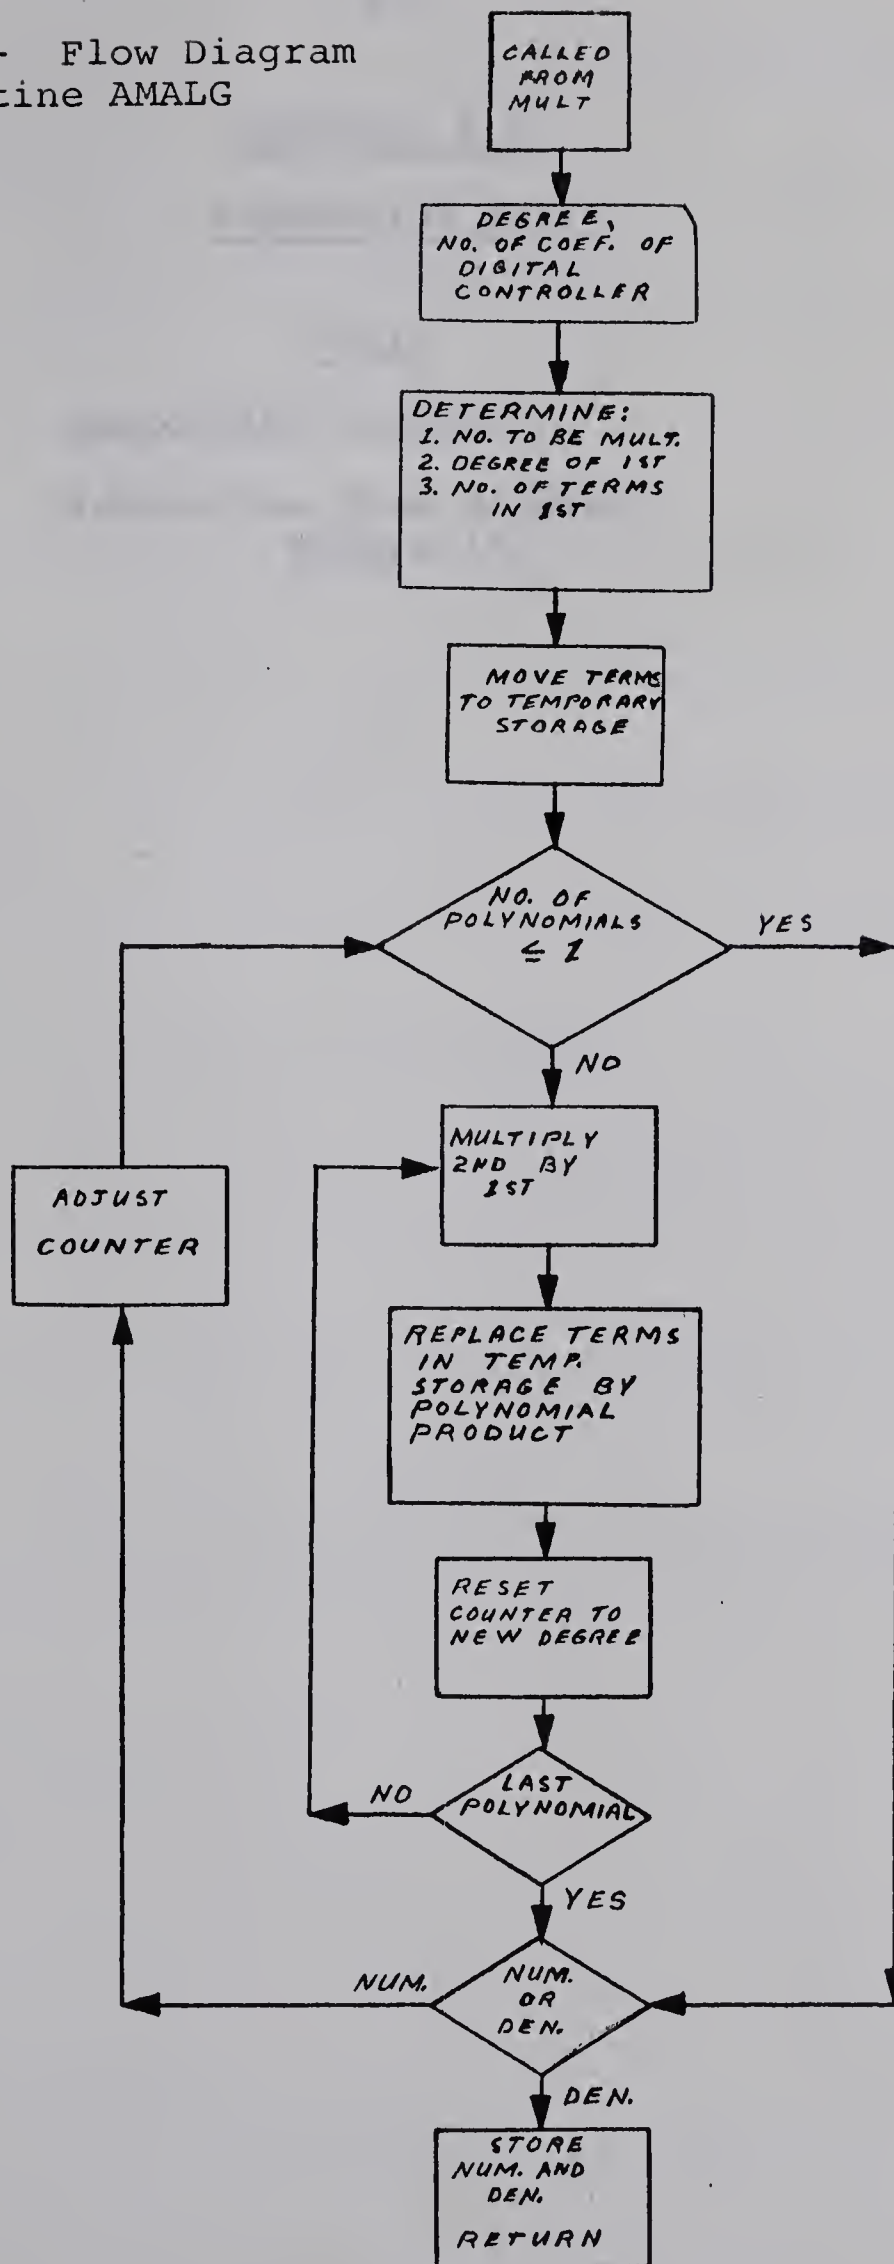 - Flow Diagram
tine AMALG
CALLED
FROM
MULT
DEGREE,
NO. OF COEF. OF
DIGITAL
CONTROLLER
DETERMINE:
1. NO. TO BE MULT.
2. DEGREE OF 1ST
3. NO. OF TERMS
IN 1ST
MOVE TERMS
TO TEMPORARY
STORAGE
NO. OF
POLYNOMIALS
≤ 1
YES
NO
MULTIPLY
2ND BY
1ST
ADJUST
COUNTER
REPLACE TERMS
IN TEMP.
STORAGE BY
POLYNOMIAL
PRODUCT
RESET
COUNTER TO
NEW DEGREE
LAST
POLYNOMIAL
NO
YES
NUM.
OR
DEN.
NUM.
DEN.
STORE
NUM. AND
DEN.
RETURN